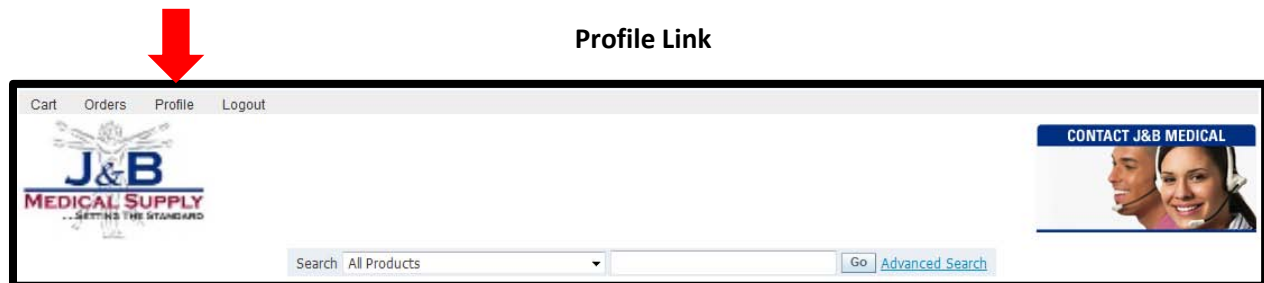 Profile Link
Cart Orders Profile Logout
J&B
MEDICAL SUPPLY
...SETTING THE STANDARD
CONTACT J&B MEDICAL
Search All Products Go Advanced Search